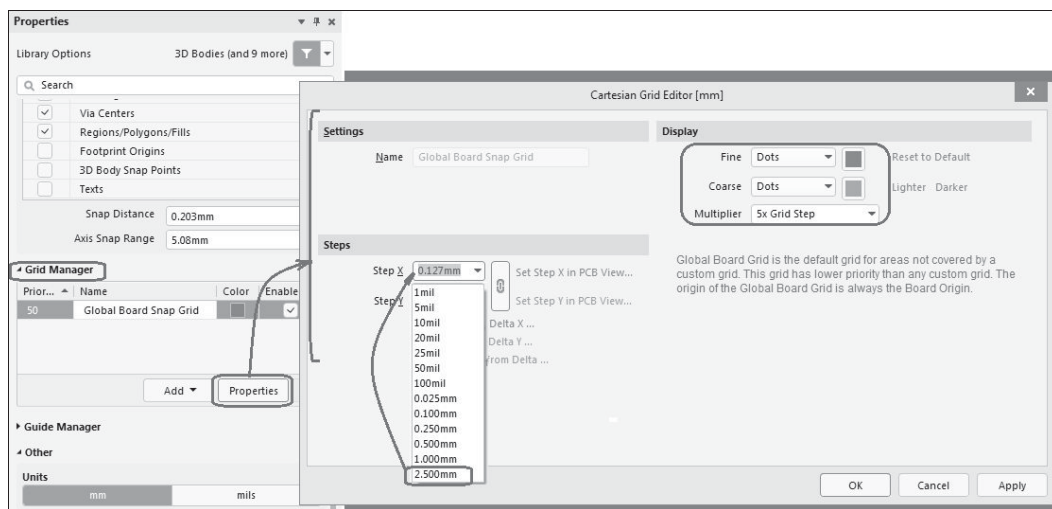 Properties
Library Options
3D Bodies (and 9 more)
Search
Via Centers
Regions/Polygons/Fills
Footprint Origins
3D Body Snap Points
Texts
Snap Distance 0.203mm
Axis Snap Range 5.08mm
Grid Manager
Prior... Name Color Enable
50 Global Board Snap Grid
Add Properties
Guide Manager
Other
Units
mm mils
Cartesian Grid Editor [mm]
Settings
Name Global Board Snap Grid
Steps
Step X 0.127mm Set Step X in PCB View...
Step Y Set Step Y in PCB View...
Delta X ...
Delta Y ...
From Delta ...
1mil
5mil
10mil
20mil
25mil
50mil
100mil
0.025mm
0.100mm
0.250mm
0.500mm
1.000mm
2.500mm
Display
Fine Dots Reset to Default
Coarse Dots Lighter Darker
Multiplier 5x Grid Step
Global Board Grid is the default grid for areas not covered by a
custom grid. This grid has lower priority than any custom grid. The
origin of the Global Board Grid is always the Board Origin.
OK Cancel Apply